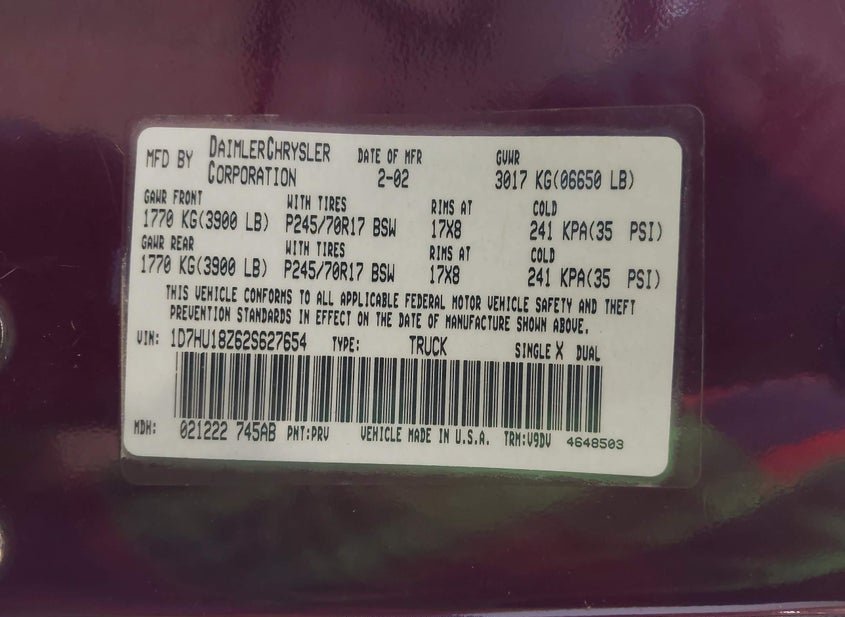 MFD BY DAIMLERCHRYSLER CORPORATION DATE OF MFR 2-02 GVWR 3017 KG(06650 LB)
GAWR FRONT WITH TIRES RIMS AT COLD
1770 KG(3900 LB) P245/70R17 BSW 17X8 241 KPA(35 PSI)
GAWR REAR WITH TIRES RIMS AT COLD
1770 KG(3900 LB) P245/70R17 BSW 17X8 241 KPA(35 PSI)
THIS VEHICLE CONFORMS TO ALL APPLICABLE FEDERAL MOTOR VEHICLE SAFETY AND THEFT
PREVENTION STANDARDS IN EFFECT ON THE DATE OF MANUFACTURE SHOWN ABOVE.
VIN: 1D7HU18Z62S627654 TYPE: TRUCK SINGLE X DUAL
MDH: 021222 745AB PNT:PRV VEHICLE MADE IN U.S.A. TRM:V9DV 4648503